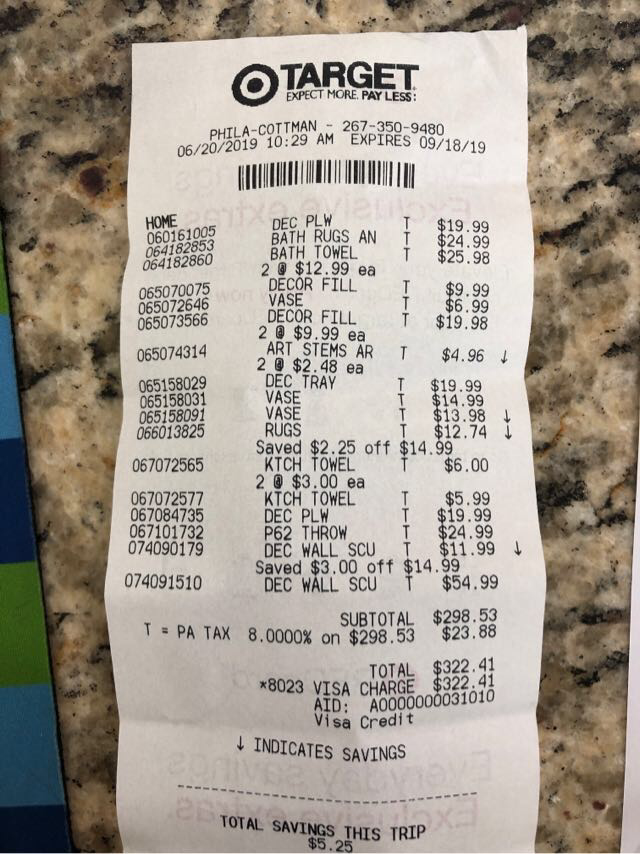 TARGET
EXPECT MORE. PAY LESS.
PHILA-COTTMAN - 267-350-9480
06/20/2019 10:29 AM EXPIRES 09/18/19
HOME
060161005 DEC PLW T $19.99
064182853 BATH RUGS AN T $24.99
064182860 BATH TOWEL T $25.98
2 @ $12.99 ea
065070075 DECOR FILL T $9.99
065072646 VASE T $6.99
065073566 DECOR FILL T $19.98
2 @ $9.99 ea
065074314 ART STEMS AR T $4.96 ↓
2 @ $2.48 ea
065158029 DEC TRAY T $19.99
065158031 VASE T $14.99
065158091 VASE T $13.98 ↓
066013825 RUGS T $12.74 ↓
Saved $2.25 off $14.99
067072565 KTCH TOWEL T $6.00
2 @ $3.00 ea
067072577 KTCH TOWEL T $5.99
067084735 DEC PLW T $19.99
067101732 P62 THROW T $24.99
074090179 DEC WALL SCU T $11.99 ↓
Saved $3.00 off $14.99
074091510 DEC WALL SCU T $54.99
SUBTOTAL $298.53
T = PA TAX 8.0000% on $298.53 $23.88
TOTAL $322.41
*8023 VISA CHARGE $322.41
AID: A0000000031010
Visa Credit
↓ INDICATES SAVINGS
TOTAL SAVINGS THIS TRIP
$5.25